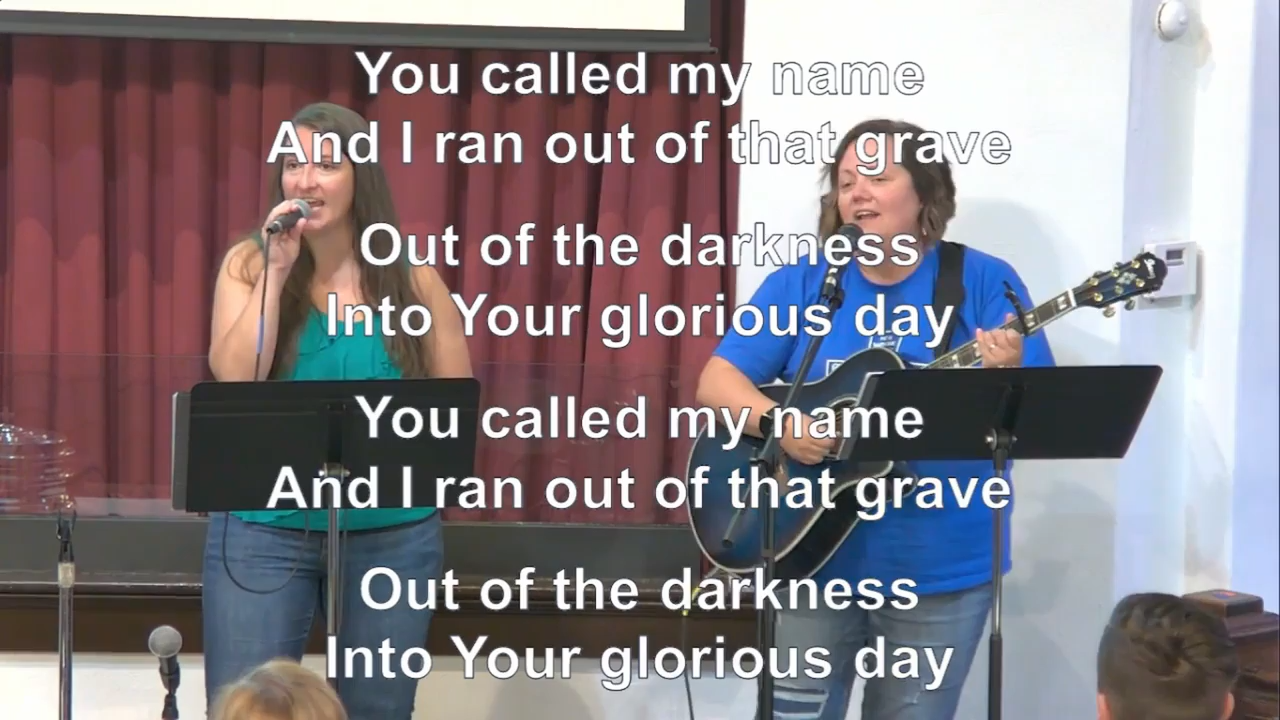 You called my name
And I ran out of that grave
Out of the darkness
Into Your glorious day
You called my name
And I ran out of that grave
Out of the darkness
Into Your glorious day